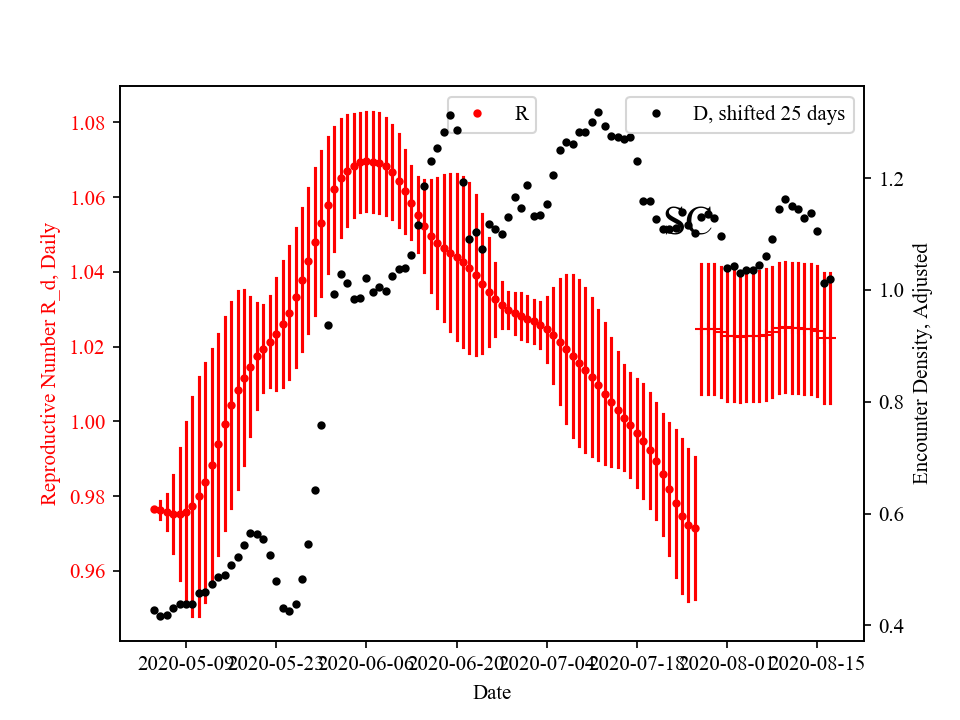 R
D, shifted 25 days
SC
Reproductive Number R_d, Daily
1.08
1.06
1.04
1.02
1.00
0.98
0.96
Encounter Density, Adjusted
1.2
1.0
0.8
0.6
0.4
2020-05-09 2020-05-23 2020-06-06 2020-06-20 2020-07-04 2020-07-18 2020-08-01 2020-08-15
Date